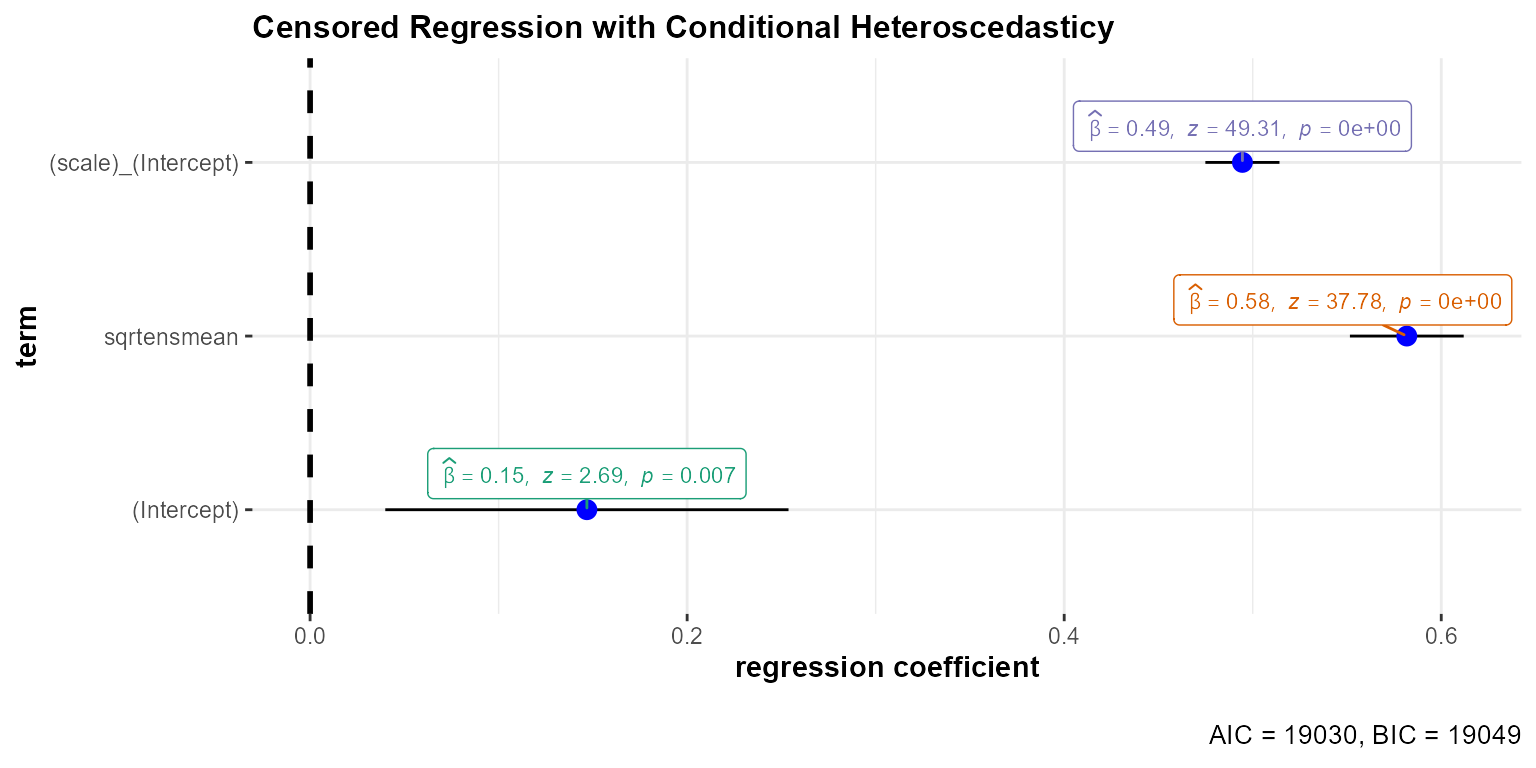 Censored Regression with Conditional Heteroscedasticy
(scale)_(Intercept)
β̂ = 0.49, z = 49.31, p = 0e+00
sqrtensmean
β̂ = 0.58, z = 37.78, p = 0e+00
(Intercept)
β̂ = 0.15, z = 2.69, p = 0.007
term
0.0 0.2 0.4 0.6
regression coefficient
AIC = 19030, BIC = 19049